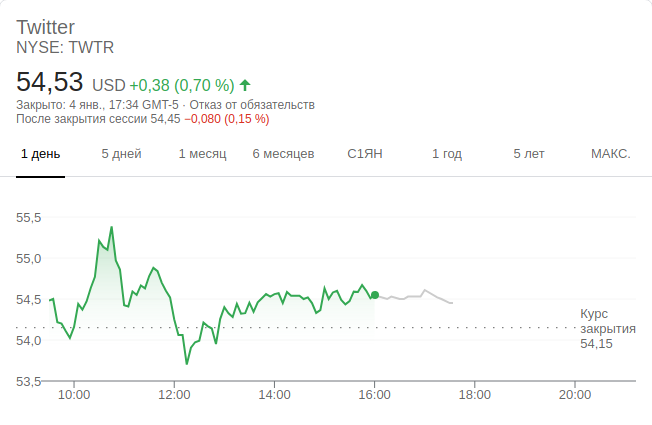 Twitter
NYSE: TWTR
54,53 USD +0,38 (0,70 %)
Закрыто: 4 янв., 17:34 GMT-5 · Отказ от обязательств
После закрытия сессии 54,45 −0,080 (0,15 %)
1 день 5 дней 1 месяц 6 месяцев С1ЯН 1 год 5 лет МАКС.
55,5
55,0
54,5
54,0
53,5
Курс
закрытия
54,15
10:00 12:00 14:00 16:00 18:00 20:00